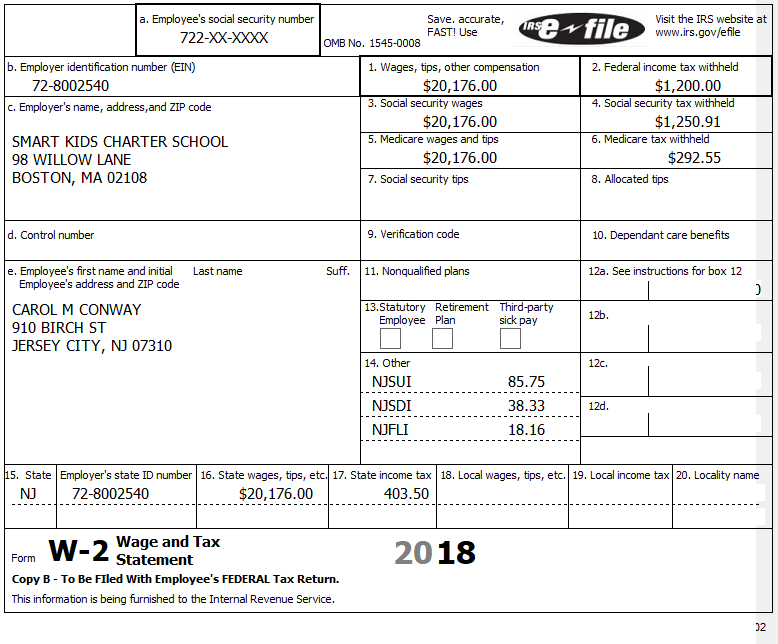 a. Employee's social security number
722-XX-XXXX
OMB No. 1545-0008
Save. accurate,
FAST! Use
IRS e~file
Visit the IRS website at
www.irs.gov/efile
b. Employer identification number (EIN)
72-8002540
1. Wages, tips, other compensation
$20,176.00
2. Federal income tax withheld
$1,200.00
c. Employer's name, address,and ZIP code
SMART KIDS CHARTER SCHOOL
98 WILLOW LANE
BOSTON, MA 02108
3. Social security wages
$20,176.00
4. Social security tax withheld
$1,250.91
5. Medicare wages and tips
$20,176.00
6. Medicare tax withheld
$292.55
7. Social security tips
8. Allocated tips
d. Control number
9. Verification code
10. Dependant care benefits
e. Employee's first name and initial Last name Suff.
Employee's address and ZIP code
CAROL M CONWAY
910 BIRCH ST
JERSEY CITY, NJ 07310
11. Nonqualified plans
12a. See instructions for box 12
13.Statutory Employee
Retirement Plan
Third-party sick pay
12b.
14. Other
NJSUI 85.75
NJSDI 38.33
NJFLI 18.16
12c.
12d.
15. State
NJ
Employer's state ID number
72-8002540
16. State wages, tips, etc.
$20,176.00
17. State income tax
403.50
18. Local wages, tips, etc.
19. Local income tax
20. Locality name
Form W-2 Wage and Tax
Statement
2018
Copy B - To Be FIled With Employee's FEDERAL Tax Return.
This information is being furnished to the Internal Revenue Service.
02